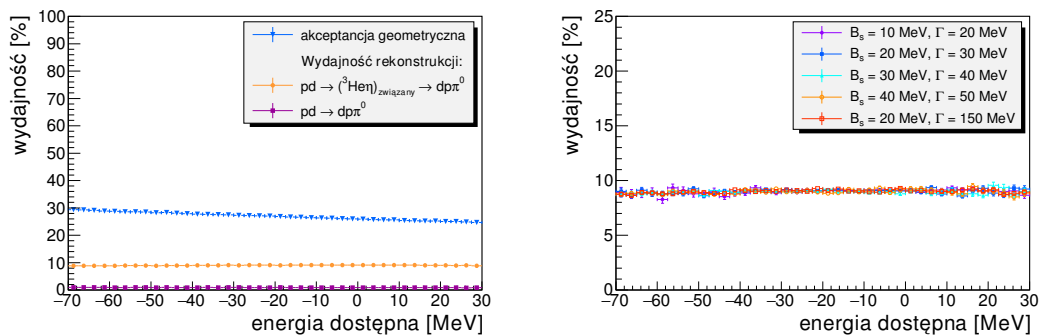 wydajność [%]
100
90
80
70
60
50
40
30
20
10
0
−70 −60 −50 −40 −30 −20 −10 0 10 20 30
energia dostępna [MeV]
akceptancja geometryczna
Wydajność rekonstrukcji:
pd → (³Heη)związany → dpπ⁰
pd → dpπ⁰
wydajność [%]
25
20
15
10
5
0
−70 −60 −50 −40 −30 −20 −10 0 10 20 30
energia dostępna [MeV]
Bₛ = 10 MeV, Γ = 20 MeV
Bₛ = 20 MeV, Γ = 30 MeV
Bₛ = 30 MeV, Γ = 40 MeV
Bₛ = 40 MeV, Γ = 50 MeV
Bₛ = 20 MeV, Γ = 150 MeV